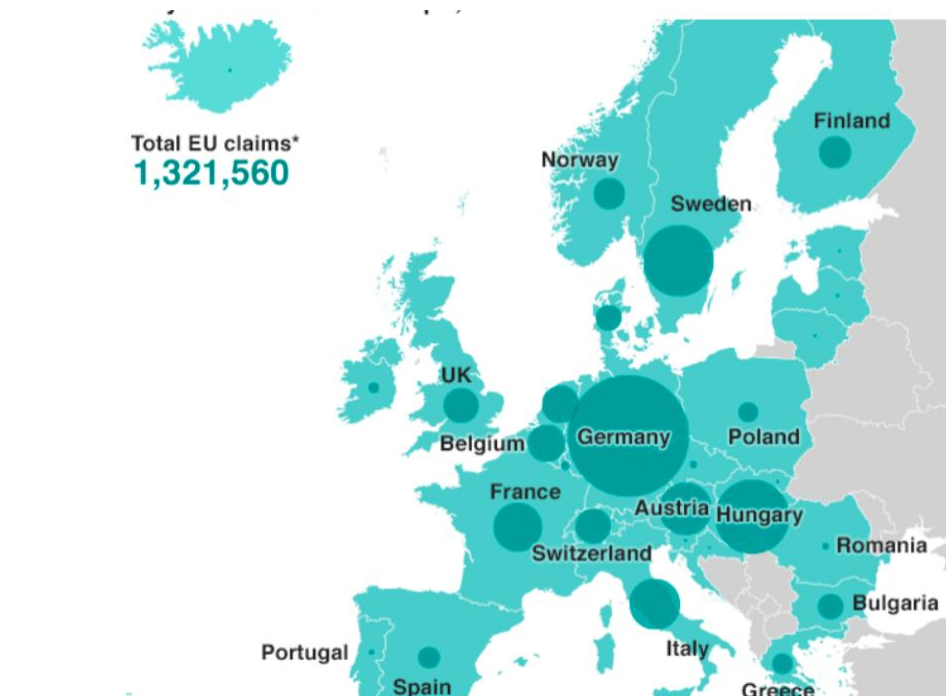 Total EU claims*
1,321,560
Finland
Norway
Sweden
UK
Belgium
Germany
Poland
France
Austria
Hungary
Switzerland
Romania
Bulgaria
Portugal
Italy
Spain
Greece